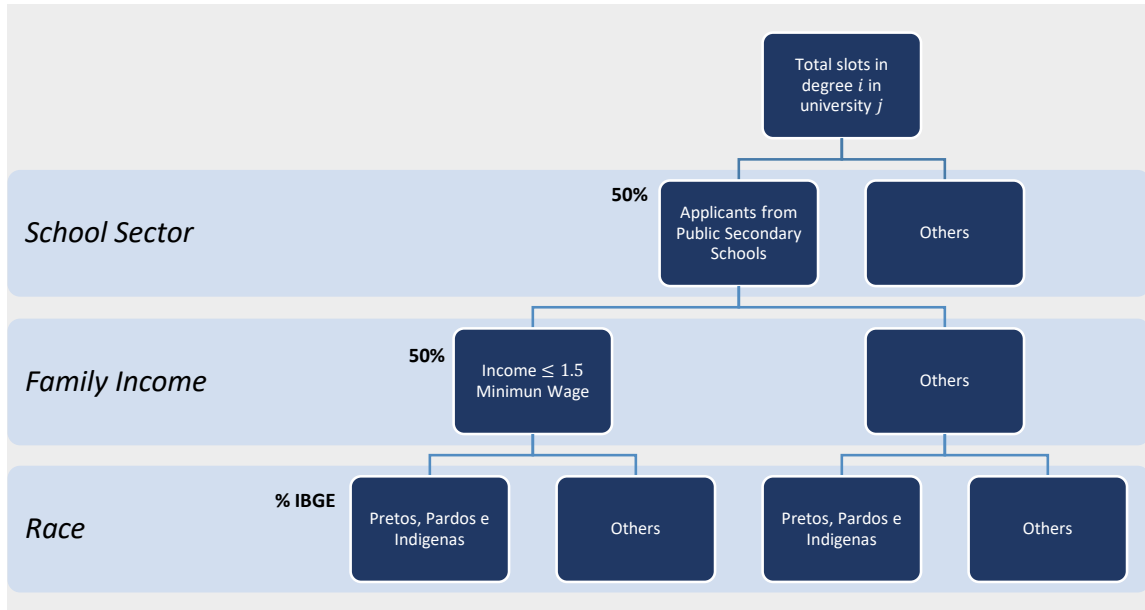 Total slots in
degree i in
university j
School Sector
50%
Applicants from
Public Secondary
Schools
Others
Family Income
50%
Income ≤ 1.5
Minimun Wage
Others
Race
% IBGE
Pretos, Pardos e
Indigenas
Others
Pretos, Pardos e
Indigenas
Others